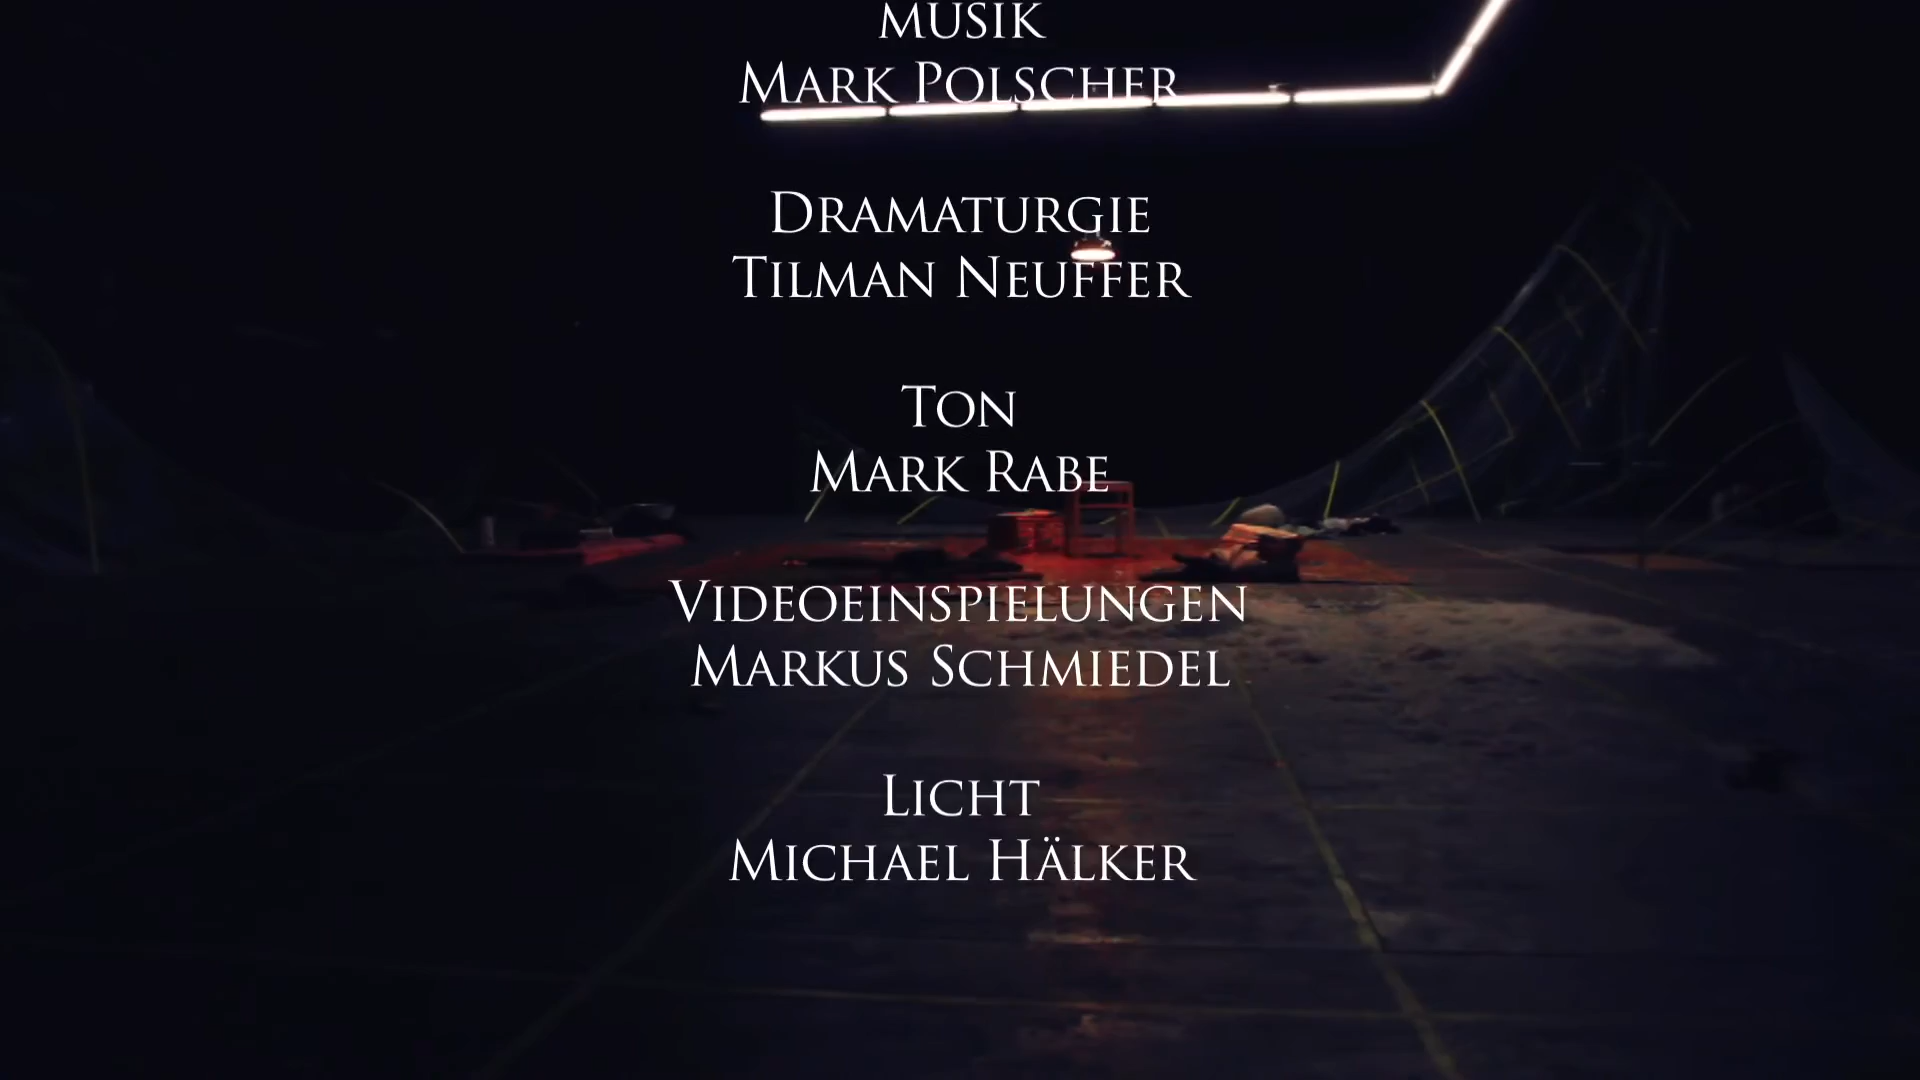 Musik
Mark Polscher
Dramaturgie
Tilman Neuffer
Ton
Mark Rabe
Videoeinspielungen
Markus Schmiedel
Licht
Michael Hälker